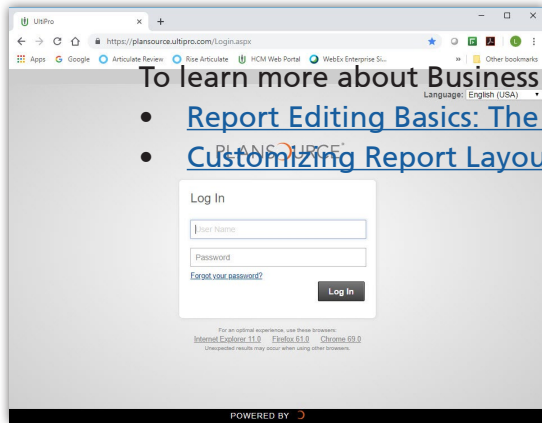 UltiPro
https://plansource.ultipro.com/Login.aspx
Apps Google Articulate Review Rise Articulate HCM Web Portal WebEx Enterprise Si... » Other bookmarks
To learn more about Business
Language: English (USA)
• Report Editing Basics: The
PLANSOURCE
• Customizing Report Layou
Log In
User Name
Password
Forgot your password?
Log In
For an optimal experience, use these browsers:
Internet Explorer 11.0 Firefox 61.0 Chrome 69.0
Unexpected results may occur when using other browsers.
POWERED BY